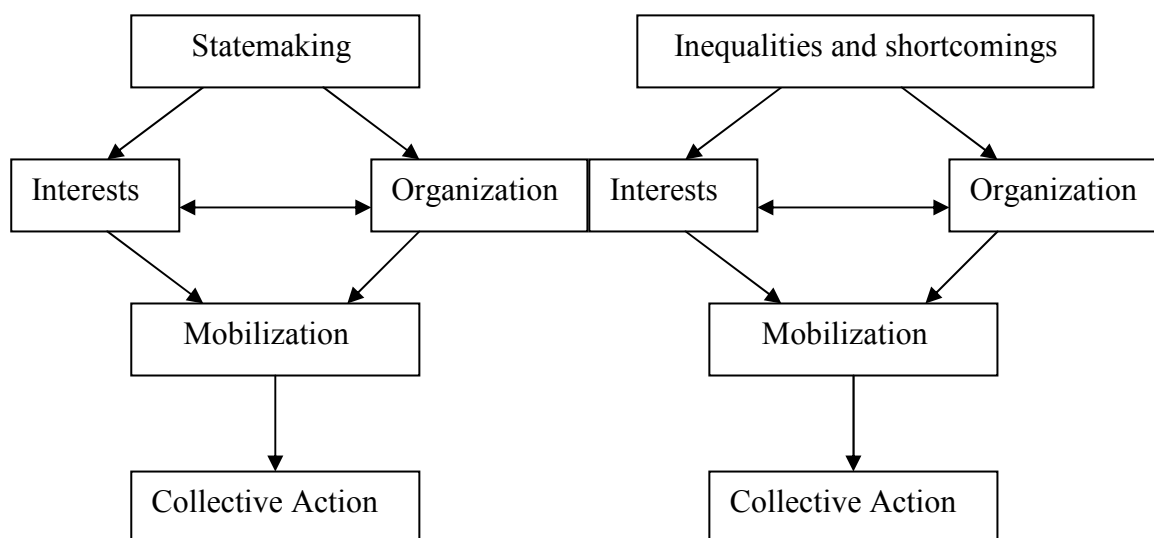 Statemaking
Inequalities and shortcomings
Interests
Organization
Interests
Organization
Mobilization
Mobilization
Collective Action
Collective Action